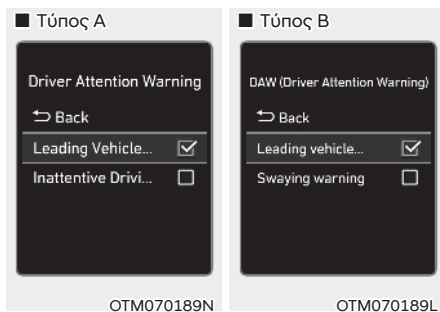 ■ Τύπος A
Driver Attention Warning
⮌ Back
Leading Vehicle...
Inattentive Drivi...
OTM070189N
■ Τύπος B
DAW (Driver Attention Warning)
⮌ Back
Leading vehicle...
Swaying warning
OTM070189L